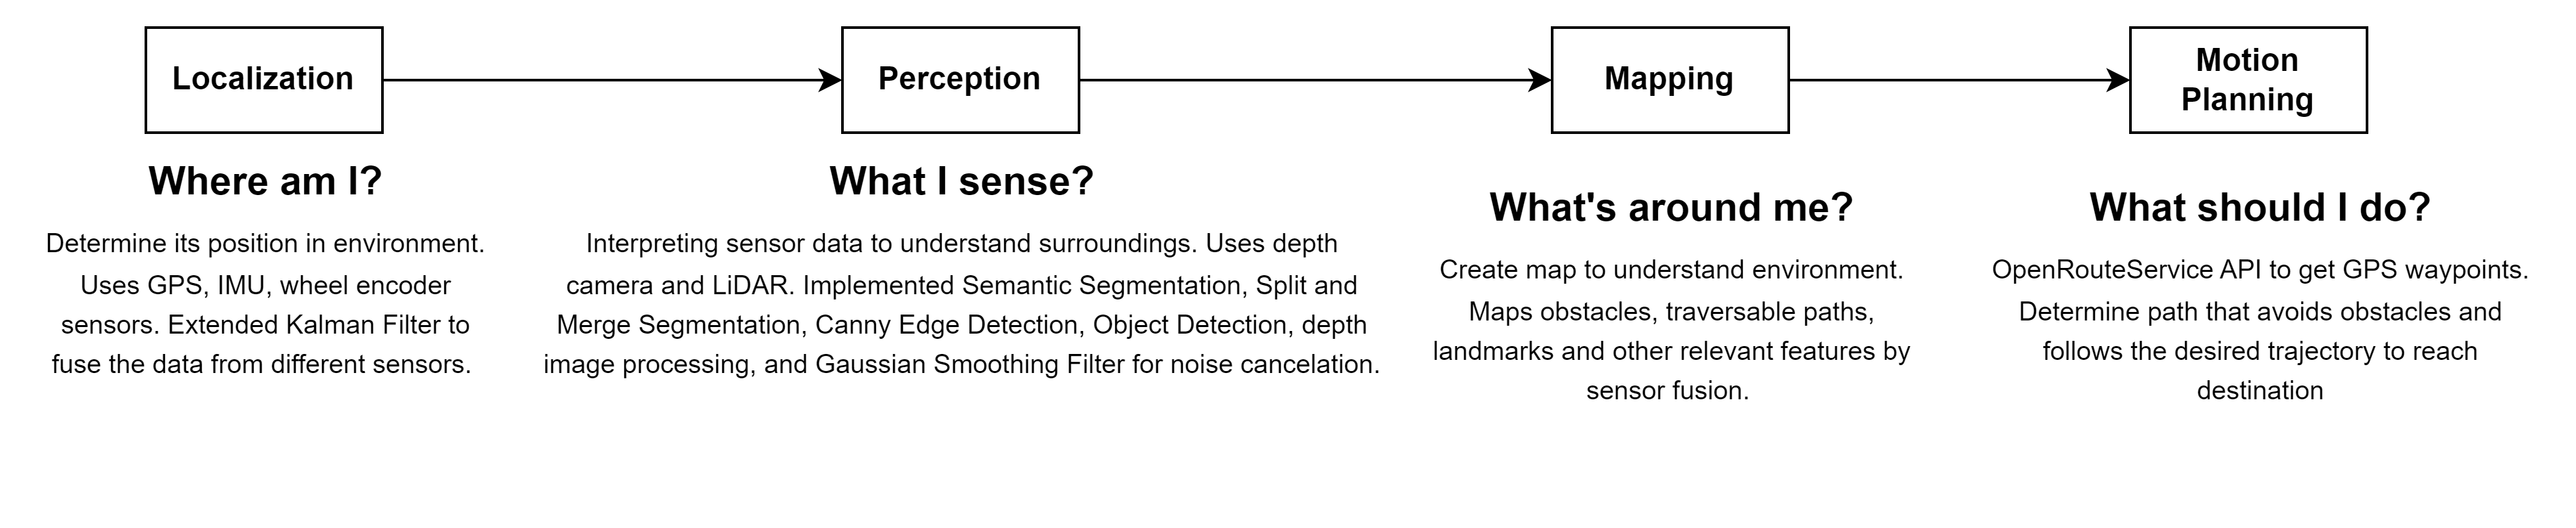 Localization
Perception
Mapping
Motion
Planning
Where am I?
Determine its position in environment.
Uses GPS, IMU, wheel encoder
sensors. Extended Kalman Filter to
fuse the data from different sensors.
What I sense?
Interpreting sensor data to understand surroundings. Uses depth
camera and LiDAR. Implemented Semantic Segmentation, Split and
Merge Segmentation, Canny Edge Detection, Object Detection, depth
image processing, and Gaussian Smoothing Filter for noise cancelation.
What's around me?
Create map to understand environment.
Maps obstacles, traversable paths,
landmarks and other relevant features by
sensor fusion.
What should I do?
OpenRouteService API to get GPS waypoints.
Determine path that avoids obstacles and
follows the desired trajectory to reach
destination